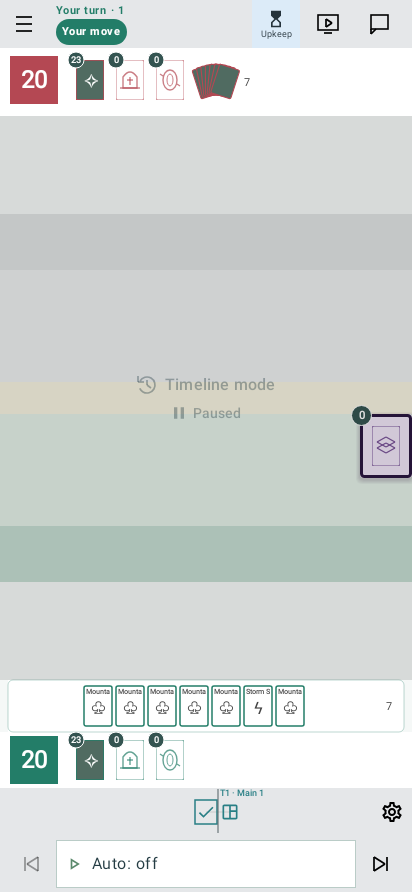 Your turn · 1
Your move
Upkeep
20
23
0
0
7
Timeline mode
Paused
0
Mounta
Mounta
Mounta
Mounta
Mounta
Storm S
Mounta
7
20
23
0
0
T1 · Main 1
Auto: off